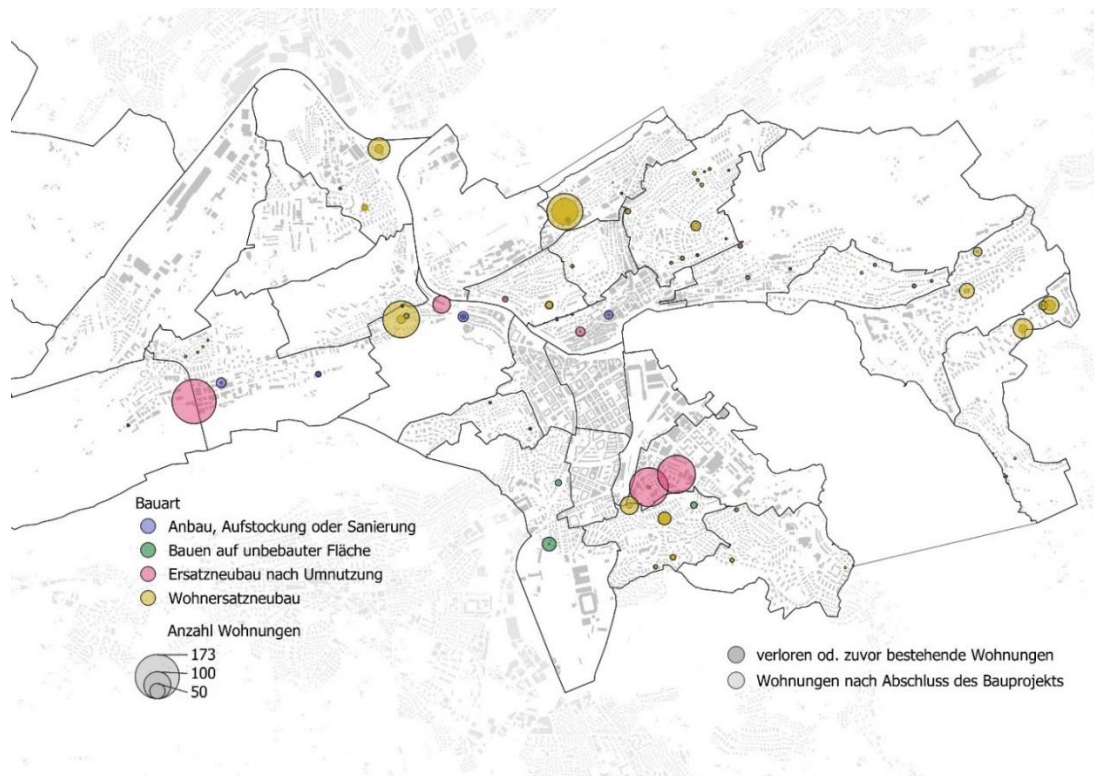 Bauart
Anbau, Aufstockung oder Sanierung
Bauen auf unbebauter Fläche
Ersatzneubau nach Umnutzung
Wohnersatzneubau
Anzahl Wohnungen
173
100
50
verloren od. zuvor bestehende Wohnungen
Wohnungen nach Abschluss des Bauprojekts